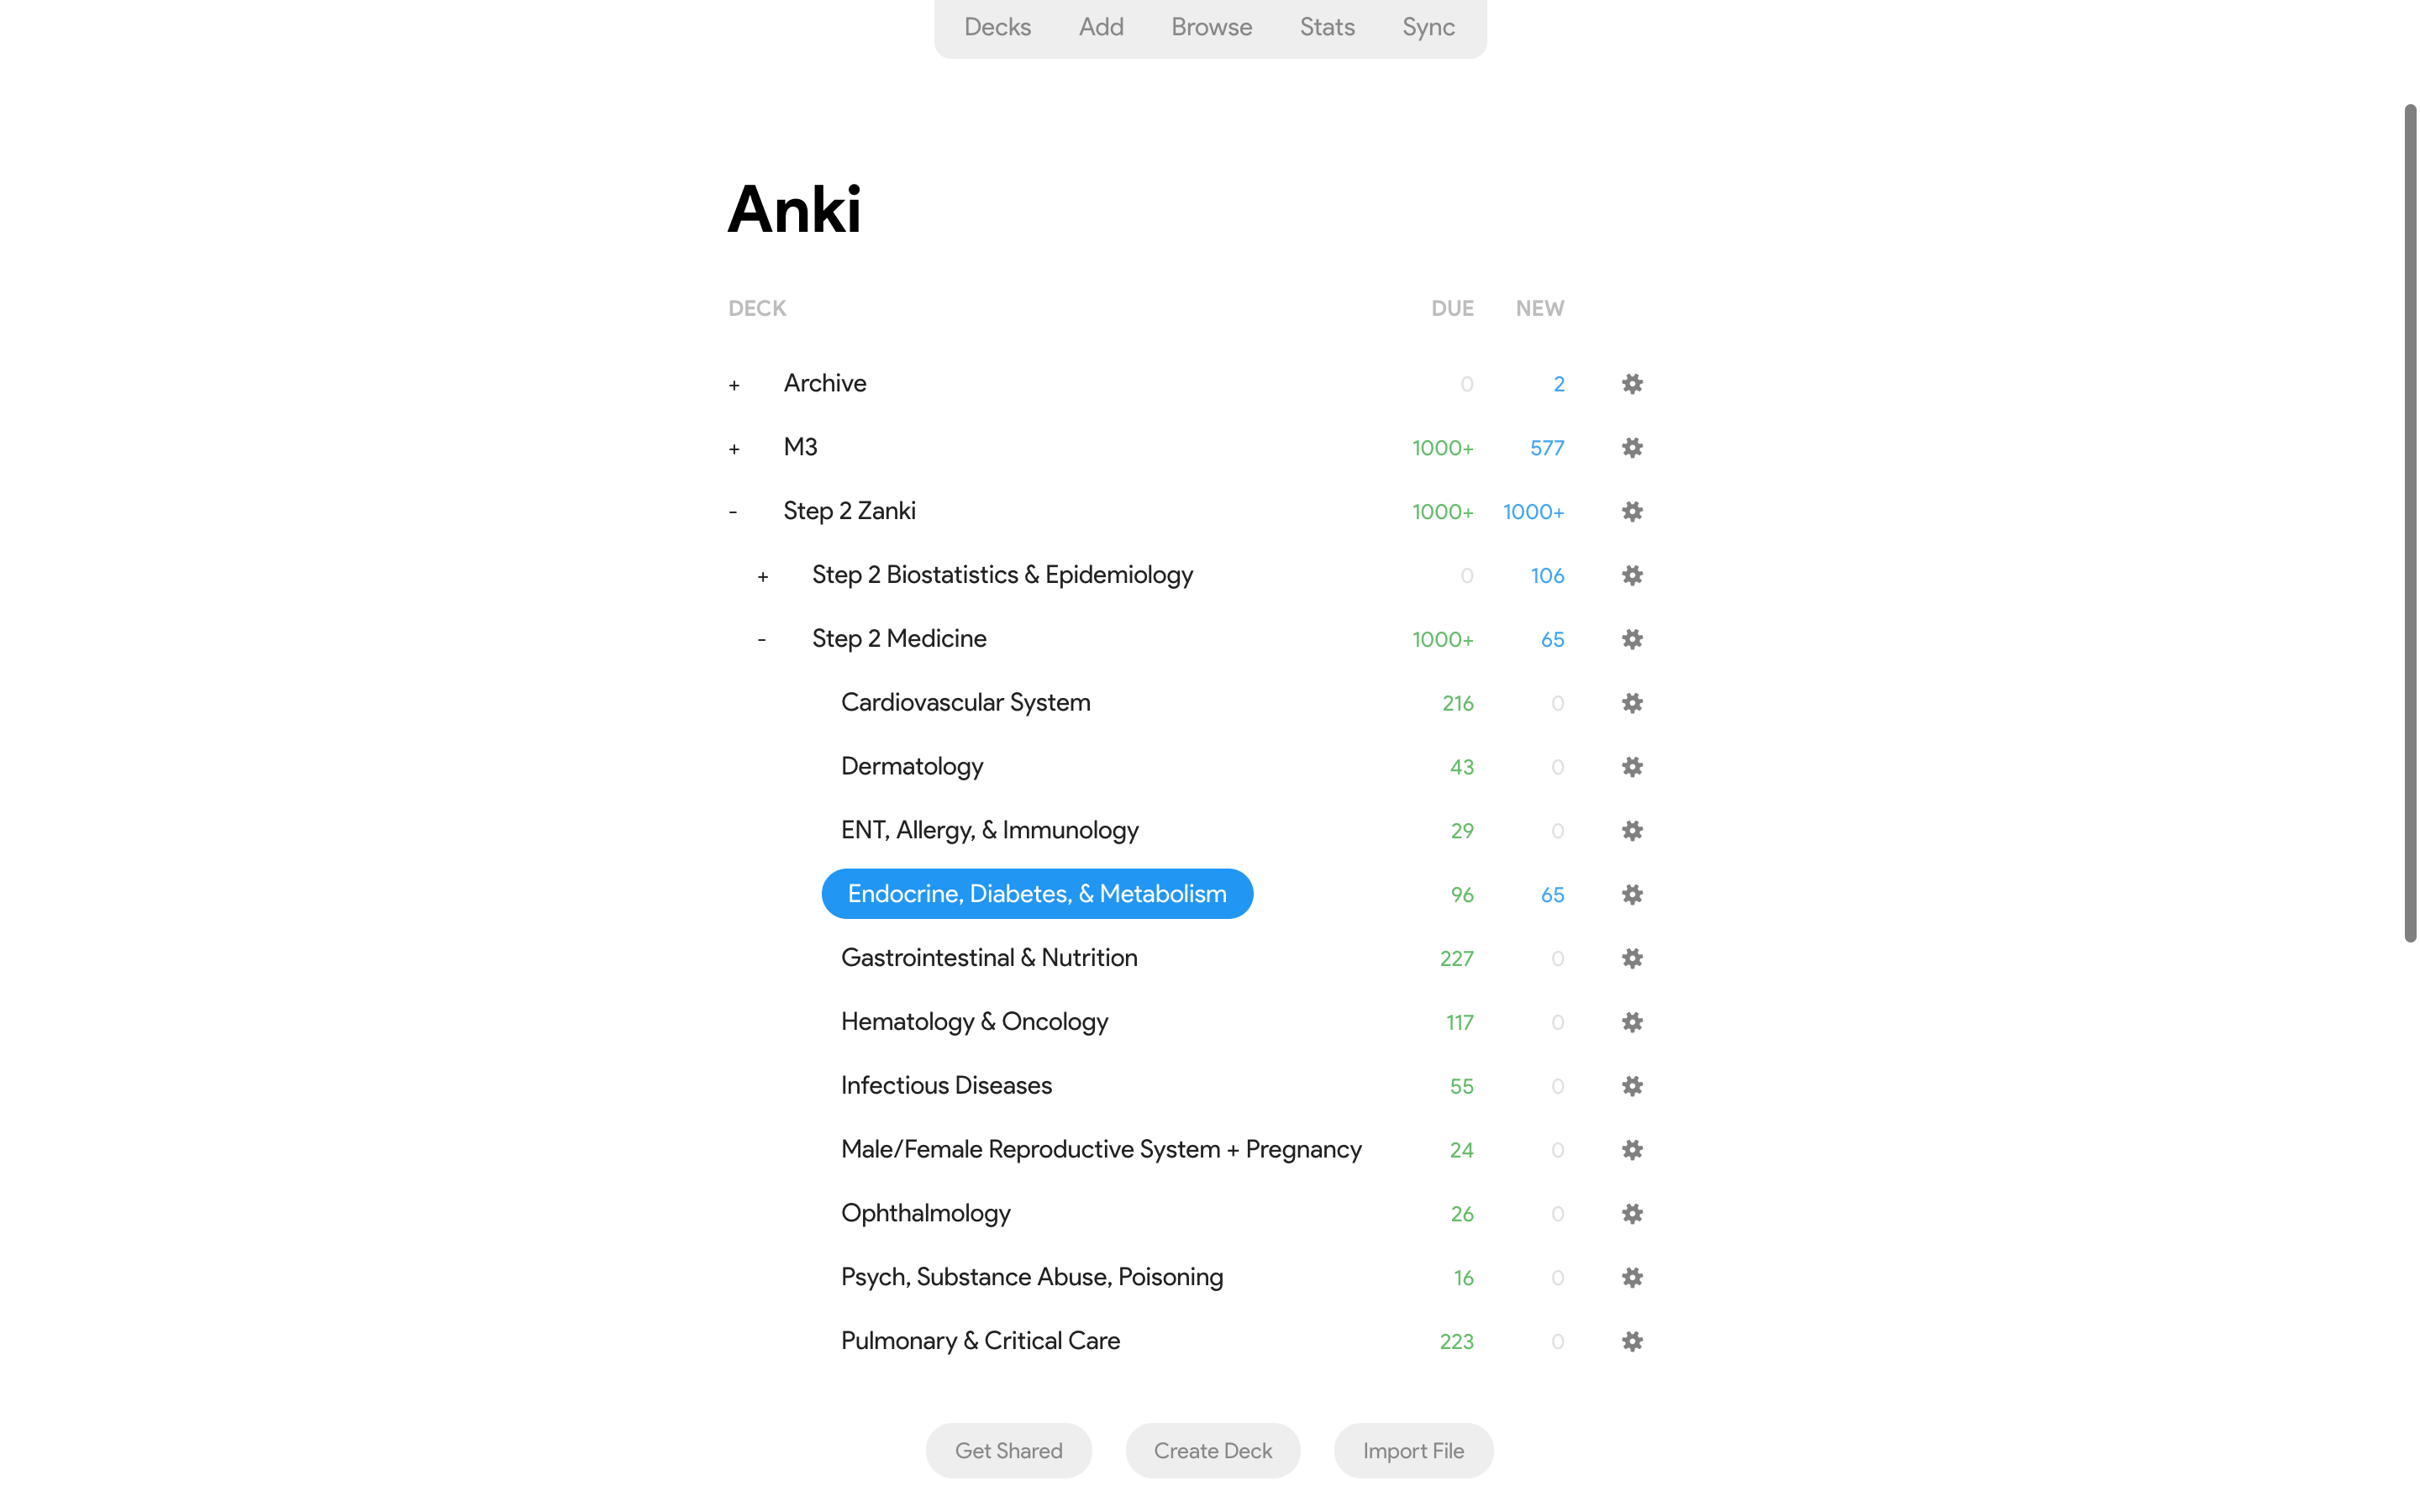 Decks Add Browse Stats Sync
Anki
DECK DUE NEW
+ Archive 0 2
+ M3 1000+ 577
- Step 2 Zanki 1000+ 1000+
+ Step 2 Biostatistics & Epidemiology 0 106
- Step 2 Medicine 1000+ 65
Cardiovascular System 216 0
Dermatology 43 0
ENT, Allergy, & Immunology 29 0
Endocrine, Diabetes, & Metabolism 96 65
Gastrointestinal & Nutrition 227 0
Hematology & Oncology 117 0
Infectious Diseases 55 0
Male/Female Reproductive System + Pregnancy 24 0
Ophthalmology 26 0
Psych, Substance Abuse, Poisoning 16 0
Pulmonary & Critical Care 223 0
Get Shared Create Deck Import File